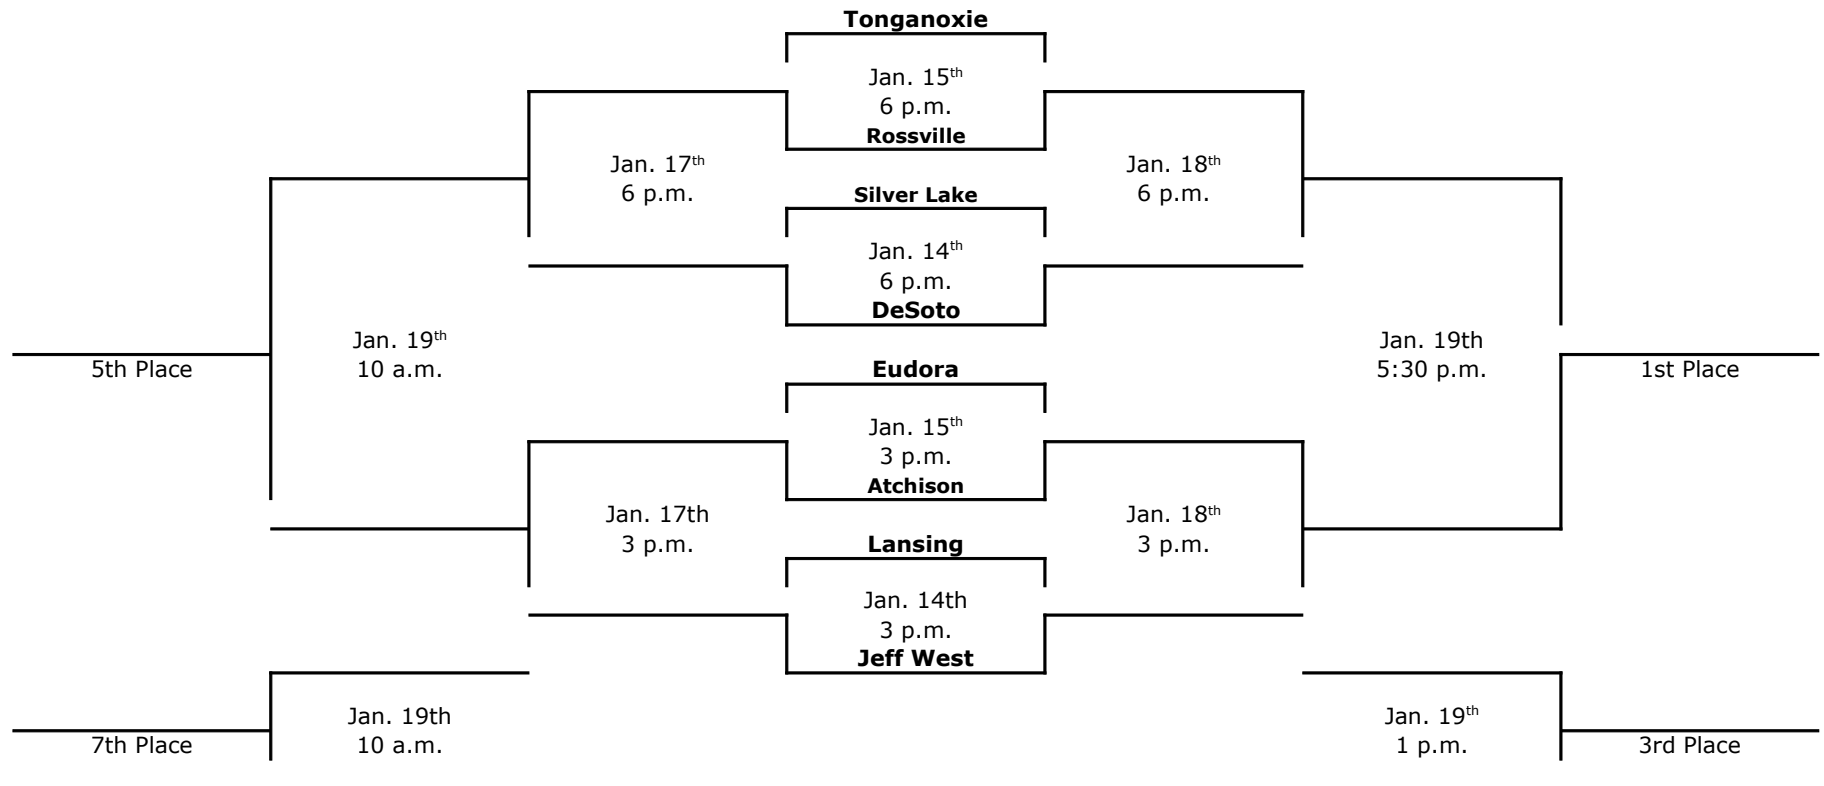 Tonganoxie
Jan. 15th
6 p.m.
Rossville
Jan. 17th
6 p.m.
Jan. 18th
6 p.m.
Silver Lake
Jan. 14th
6 p.m.
DeSoto
Jan. 19th
10 a.m.
5th Place
Jan. 19th
5:30 p.m.
1st Place
Eudora
Jan. 15th
3 p.m.
Atchison
Jan. 17th
3 p.m.
Jan. 18th
3 p.m.
Lansing
Jan. 14th
3 p.m.
Jeff West
Jan. 19th
10 a.m.
7th Place
Jan. 19th
1 p.m.
3rd Place